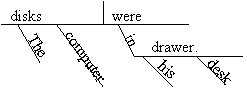 disks were
The computer in drawer.
his desk